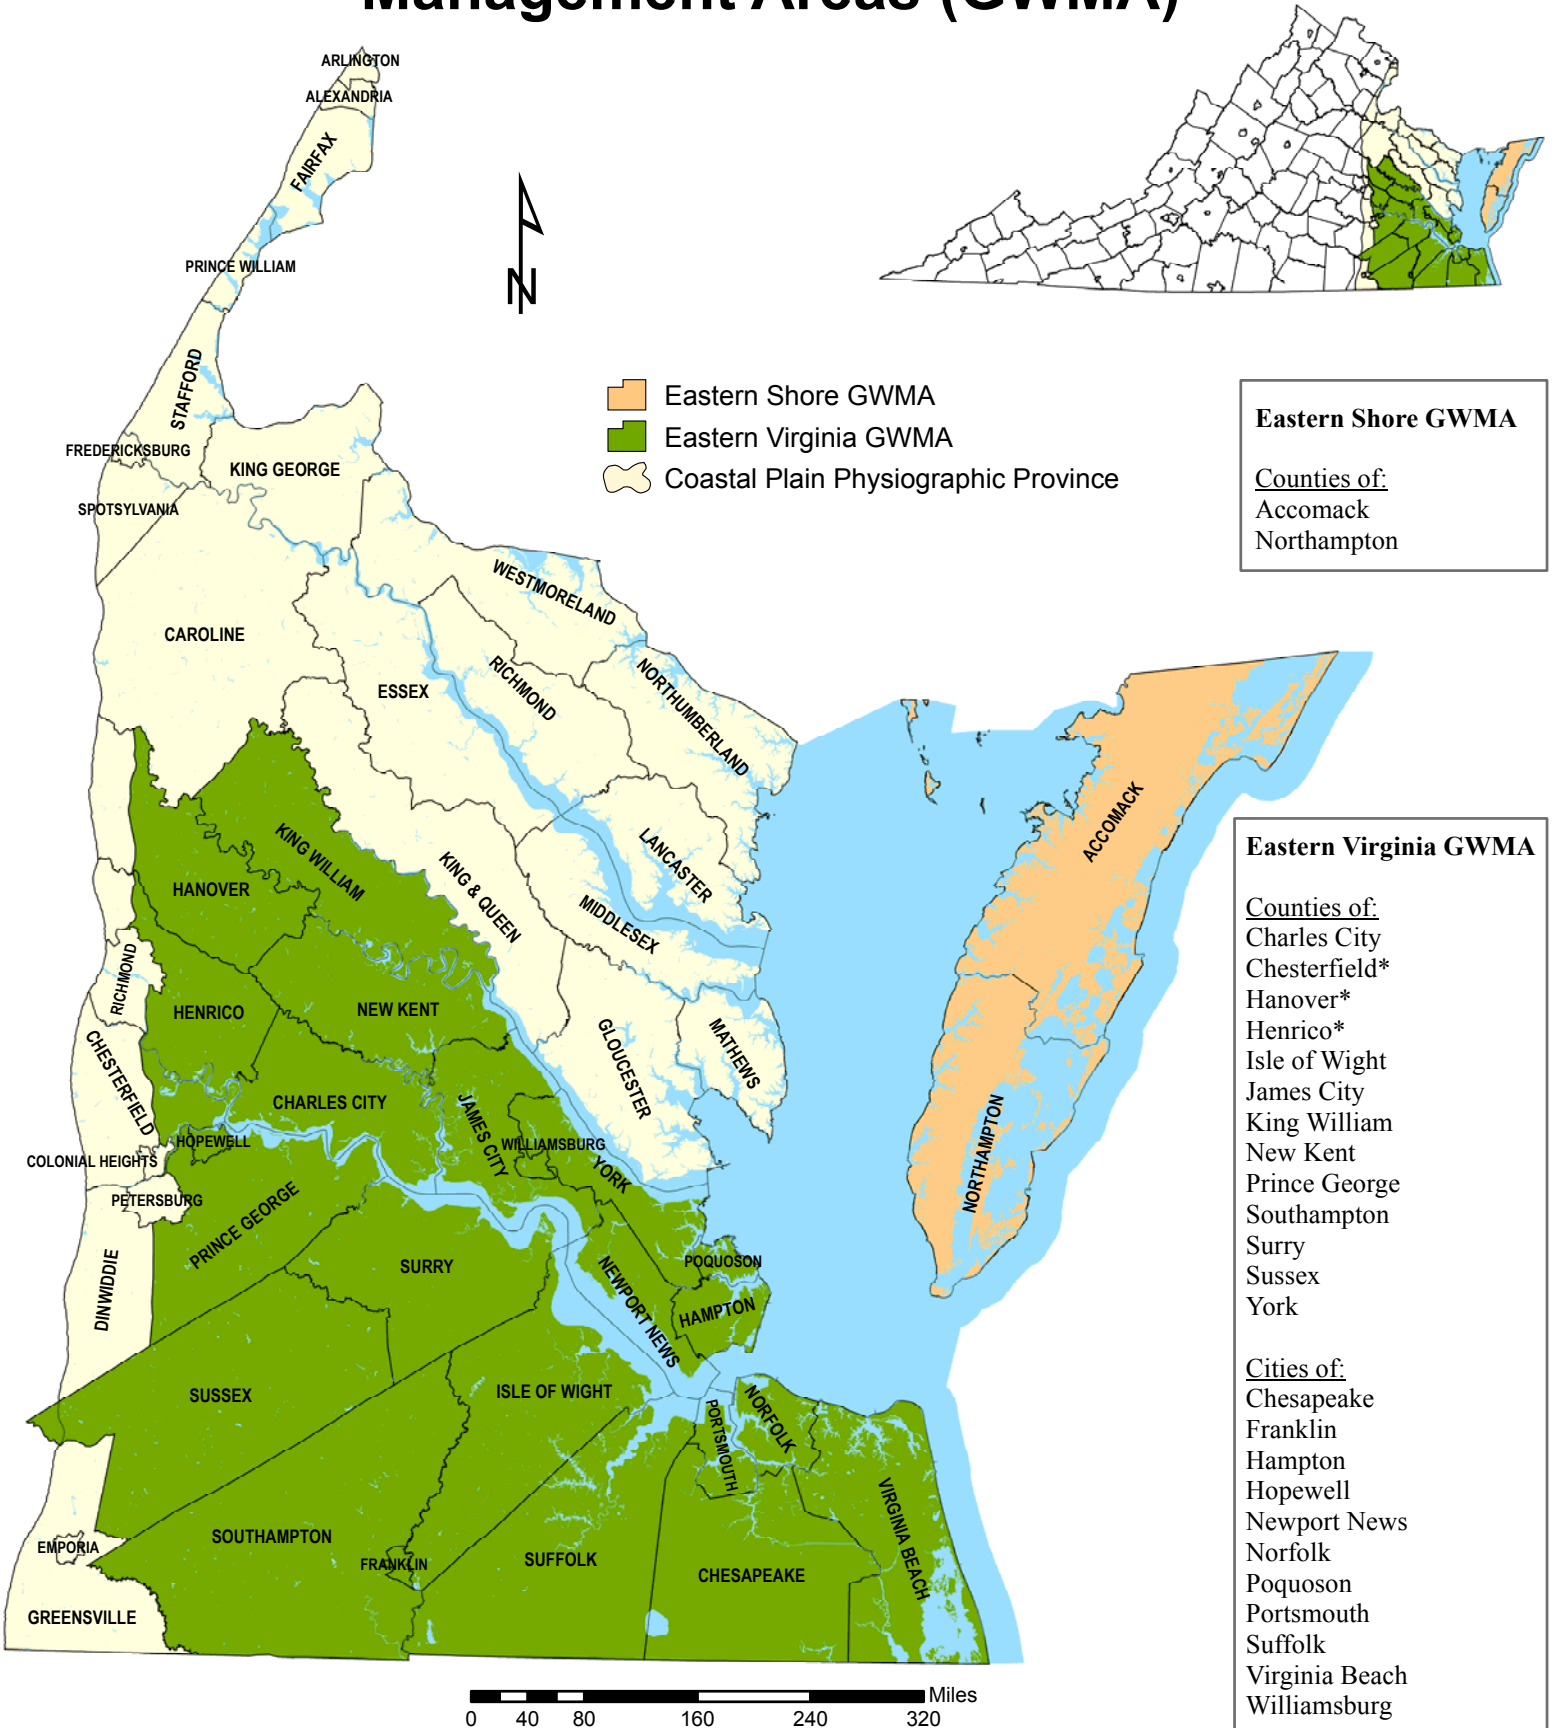 Management Areas (GWMA)
ARLINGTON
ALEXANDRIA
FAIRFAX
PRINCE WILLIAM
N
STAFFORD
FREDERICKSBURG
KING GEORGE
SPOTSYLVANIA
Eastern Shore GWMA
Eastern Virginia GWMA
Coastal Plain Physiographic Province
Eastern Shore GWMA
Counties of:
Accomack
Northampton
WESTMORELAND
CAROLINE
ESSEX
RICHMOND
NORTHUMBERLAND
ACCOMACK
KING WILLIAM
HANOVER
KING & QUEEN
LANCASTER
MIDDLESEX
RICHMOND
HENRICO
NEW KENT
GLOUCESTER
MATHEWS
CHESTERFIELD
CHARLES CITY
JAMES CITY
HOPEWELL
WILLIAMSBURG
COLONIAL HEIGHTS
YORK
NORTHAMPTON
PETERSBURG
PRINCE GEORGE
DINWIDDIE
SURRY
NEWPORT NEWS
POQUOSON
HAMPTON
SUSSEX
ISLE OF WIGHT
PORTSMOUTH
NORFOLK
VIRGINIA BEACH
EMPORIA
SOUTHAMPTON
FRANKLIN
SUFFOLK
CHESAPEAKE
GREENSVILLE
Eastern Virginia GWMA
Counties of:
Charles City
Chesterfield*
Hanover*
Henrico*
Isle of Wight
James City
King William
New Kent
Prince George
Southampton
Surry
Sussex
York
Cities of:
Chesapeake
Franklin
Hampton
Hopewell
Newport News
Norfolk
Poquoson
Portsmouth
Suffolk
Virginia Beach
Williamsburg
Miles
0 40 80 160 240 320